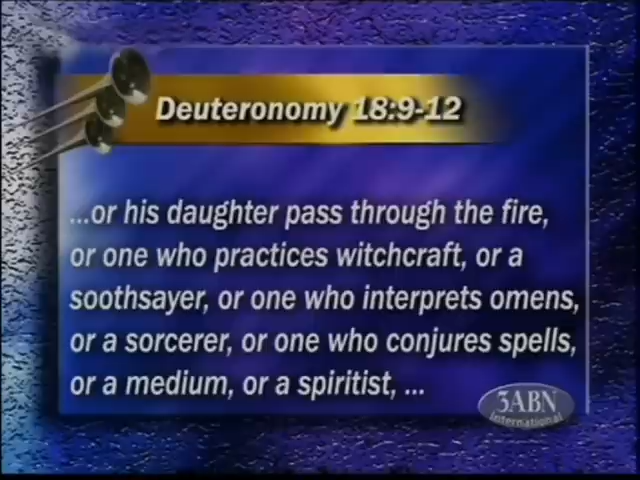 Deuteronomy 18:9-12
...or his daughter pass through the fire,
or one who practices witchcraft, or a
soothsayer, or one who interprets omens,
or a sorcerer, or one who conjures spells,
or a medium, or a spiritist, ...
3ABN
International